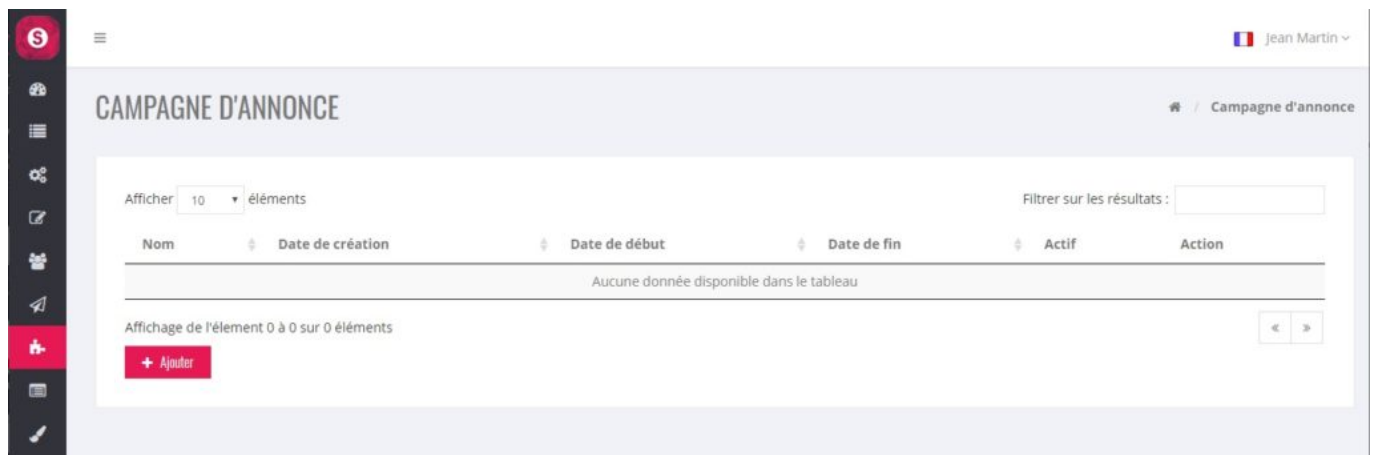 S
Jean Martin
CAMPAGNE D'ANNONCE
/ Campagne d'annonce
Afficher 10 éléments
Filtrer sur les résultats :
Nom Date de création Date de début Date de fin Actif Action
Aucune donnée disponible dans le tableau
Affichage de l'élement 0 à 0 sur 0 éléments
« »
+ Ajouter